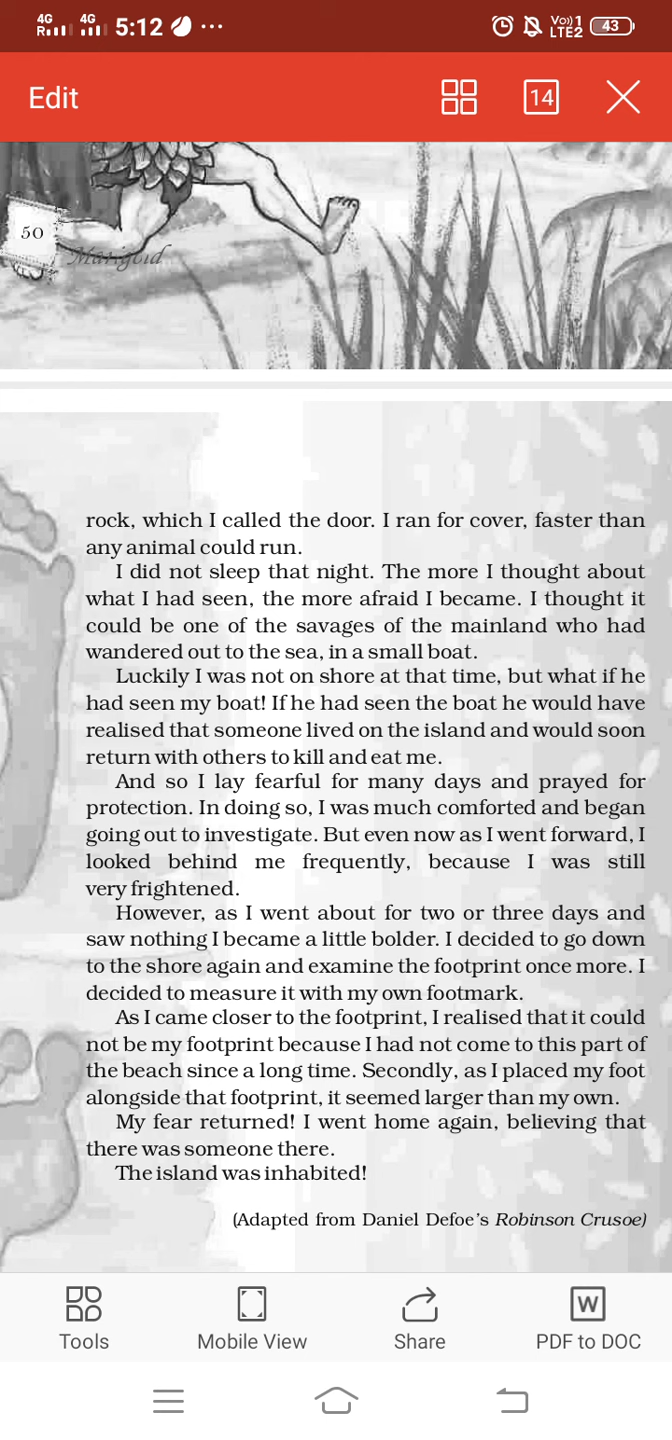 4G R 4G 5:12 ... Vo))1 LTE2 43
Edit 14
50
Marigold
rock, which I called the door. I ran for cover, faster than
any animal could run.
I did not sleep that night. The more I thought about
what I had seen, the more afraid I became. I thought it
could be one of the savages of the mainland who had
wandered out to the sea, in a small boat.
Luckily I was not on shore at that time, but what if he
had seen my boat! If he had seen the boat he would have
realised that someone lived on the island and would soon
return with others to kill and eat me.
And so I lay fearful for many days and prayed for
protection. In doing so, I was much comforted and began
going out to investigate. But even now as I went forward, I
looked behind me frequently, because I was still
very frightened.
However, as I went about for two or three days and
saw nothing I became a little bolder. I decided to go down
to the shore again and examine the footprint once more. I
decided to measure it with my own footmark.
As I came closer to the footprint, I realised that it could
not be my footprint because I had not come to this part of
the beach since a long time. Secondly, as I placed my foot
alongside that footprint, it seemed larger than my own.
My fear returned! I went home again, believing that
there was someone there.
The island was inhabited!
(Adapted from Daniel Defoe's Robinson Crusoe)
Tools Mobile View Share W PDF to DOC